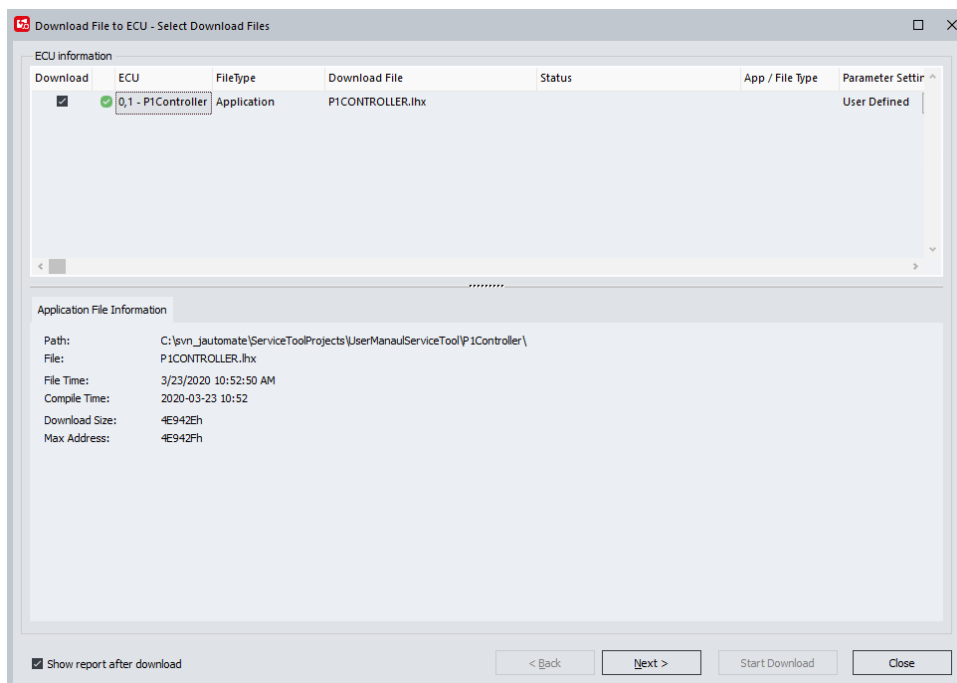 Download File to ECU - Select Download Files
ECU information
Download ECU FileType Download File Status App / File Type Parameter Settir
0,1 - P1Controller Application P1CONTROLLER.lhx User Defined
Application File Information
Path: C:\svn_jautomate\ServiceToolProjects\UserManaulServiceTool\P1Controller\
File: P1CONTROLLER.lhx
File Time: 3/23/2020 10:52:50 AM
Compile Time: 2020-03-23 10:52
Download Size: 4E942Eh
Max Address: 4E942Fh
Show report after download < Back Next > Start Download Close